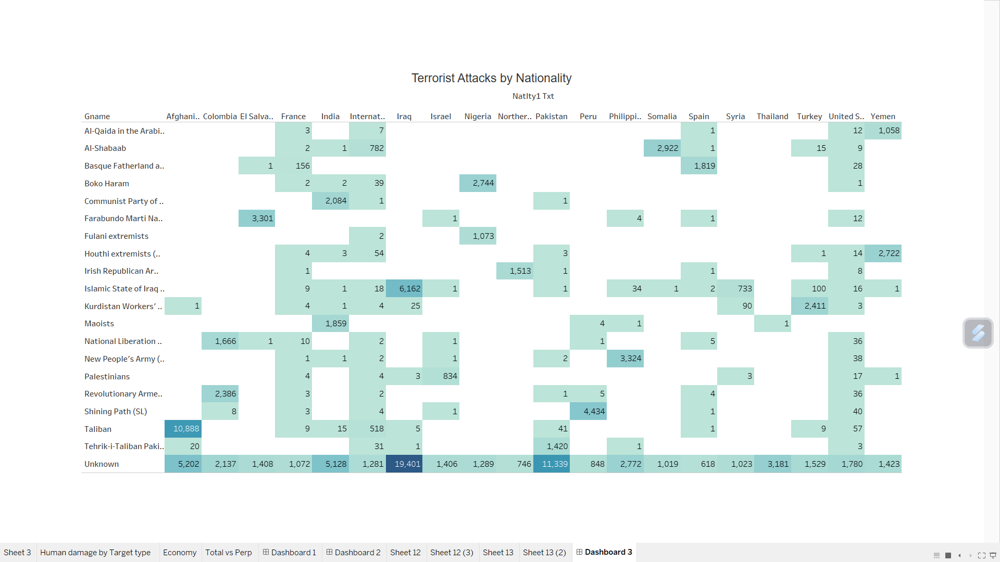 Terrorist Attacks by Nationality
Natlty1 Txt
Gname Afghani.. Colombia El Salva.. France India Internat.. Iraq Israel Nigeria Norther.. Pakistan Peru Philippi.. Somalia Spain Syria Thailand Turkey United S.. Yemen
Al-Qaida in the Arabi.. 3 7 1 12 1,058
Al-Shabaab 2 1 782 2,922 1 15 9
Basque Fatherland a.. 1 156 1,819 28
Boko Haram 2 2 39 2,744 1
Communist Party of .. 2,084 1 1
Farabundo Marti Na.. 3,301 1 4 1 12
Fulani extremists 2 1,073
Houthi extremists (.. 4 3 54 3 1 14 2,722
Irish Republican Ar.. 1 1,513 1 1 8
Islamic State of Iraq .. 9 1 18 6,162 1 1 34 1 2 733 100 16 1
Kurdistan Workers’ .. 1 4 1 4 25 90 2,411 3
Maoists 1,859 4 1 1
National Liberation .. 1,666 1 10 2 1 1 5 36
New People’s Army (.. 1 1 2 1 2 3,324 38
Palestinians 4 4 3 834 3 17 1
Revolutionary Arme.. 2,386 3 2 1 5 4 36
Shining Path (SL) 8 3 4 1 4,434 1 40
Taliban 10,888 9 15 518 5 41 1 9 57
Tehrik-i-Taliban Paki.. 20 31 1 1,420 1 3
Unknown 5,202 2,137 1,408 1,072 5,128 1,281 19,401 1,406 1,289 746 11,339 848 2,772 1,019 618 1,023 3,181 1,529 1,780 1,423
Sheet 3 Human damage by Target type Economy Total vs Perp Dashboard 1 Dashboard 2 Sheet 12 Sheet 12 (3) Sheet 13 Sheet 13 (2) Dashboard 3